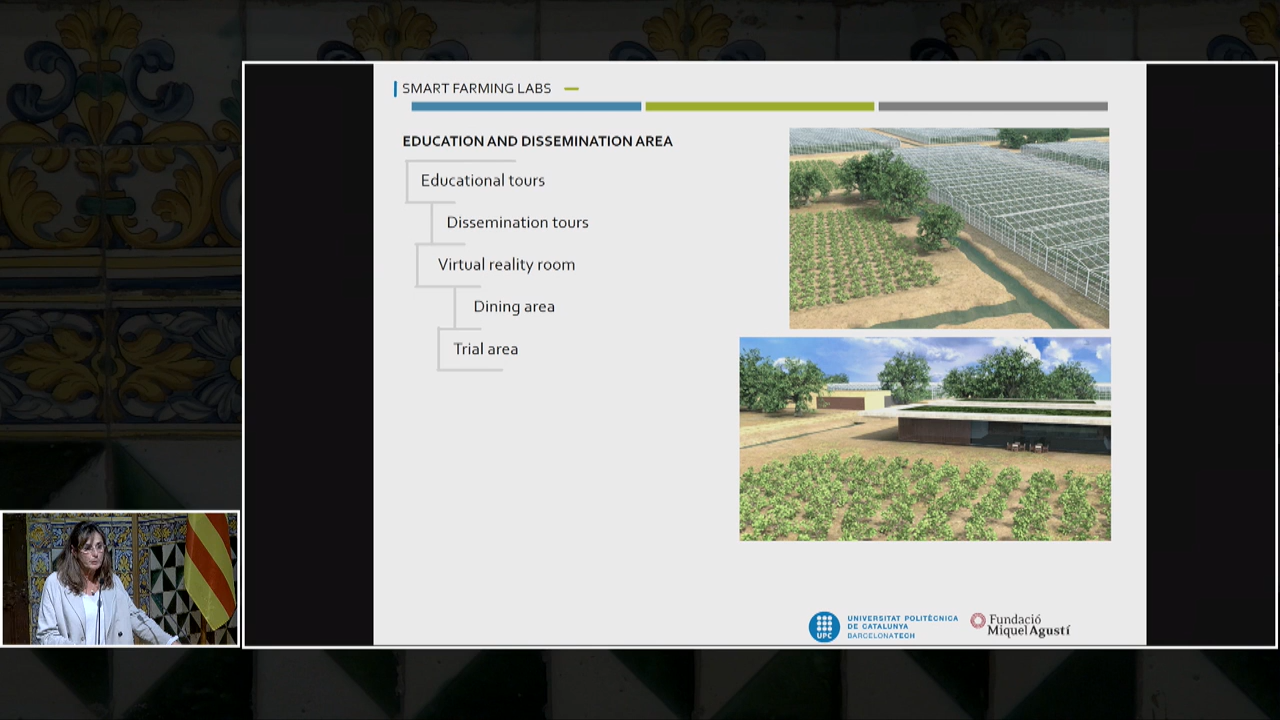 SMART FARMING LABS
EDUCATION AND DISSEMINATION AREA
Educational tours
Dissemination tours
Virtual reality room
Dining area
Trial area
UPC
UNIVERSITAT POLITÈCNICA
DE CATALUNYA
BARCELONATECH
Fundació
Miquel Agustí